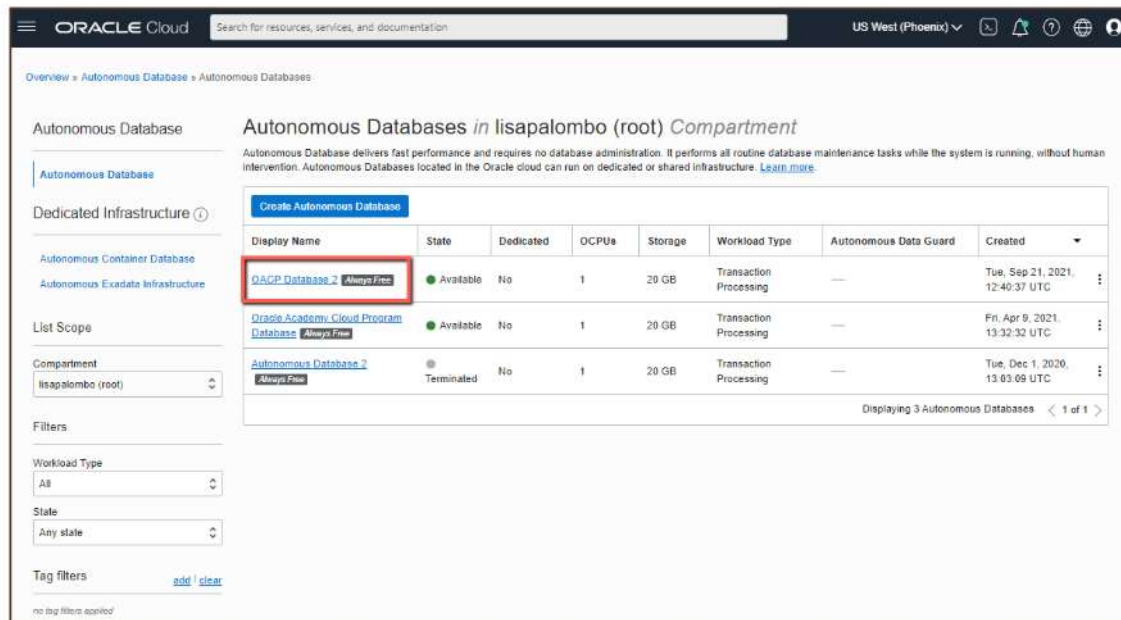 ORACLE Cloud
Search for resources, services, and documentation
US West (Phoenix)
Overview » Autonomous Database » Autonomous Databases
Autonomous Database
Autonomous Database
Dedicated Infrastructure
Autonomous Container Database
Autonomous Exadata Infrastructure
List Scope
Compartment
lisapalombo (root)
Filters
Workload Type
All
State
Any state
Tag filters
add | clear
no tag filters applied
Autonomous Databases in lisapalombo (root) Compartment
Autonomous Database delivers fast performance and requires no database administration. It performs all routine database maintenance tasks while the system is running, without human
intervention. Autonomous Databases located in the Oracle cloud can run on dedicated or shared infrastructure. Learn more.
Create Autonomous Database
Display Name State Dedicated OCPUs Storage Workload Type Autonomous Data Guard Created
OACP Database 2 Always Free Available No 1 20 GB Transaction Processing — Tue, Sep 21, 2021, 12:40:37 UTC
Oracle Academy Cloud Program Database Always Free Available No 1 20 GB Transaction Processing — Fri, Apr 9, 2021, 13:32:32 UTC
Autonomous Database 2 Always Free Terminated No 1 20 GB Transaction Processing — Tue, Dec 1, 2020, 13:03:09 UTC
Displaying 3 Autonomous Databases < 1 of 1 >